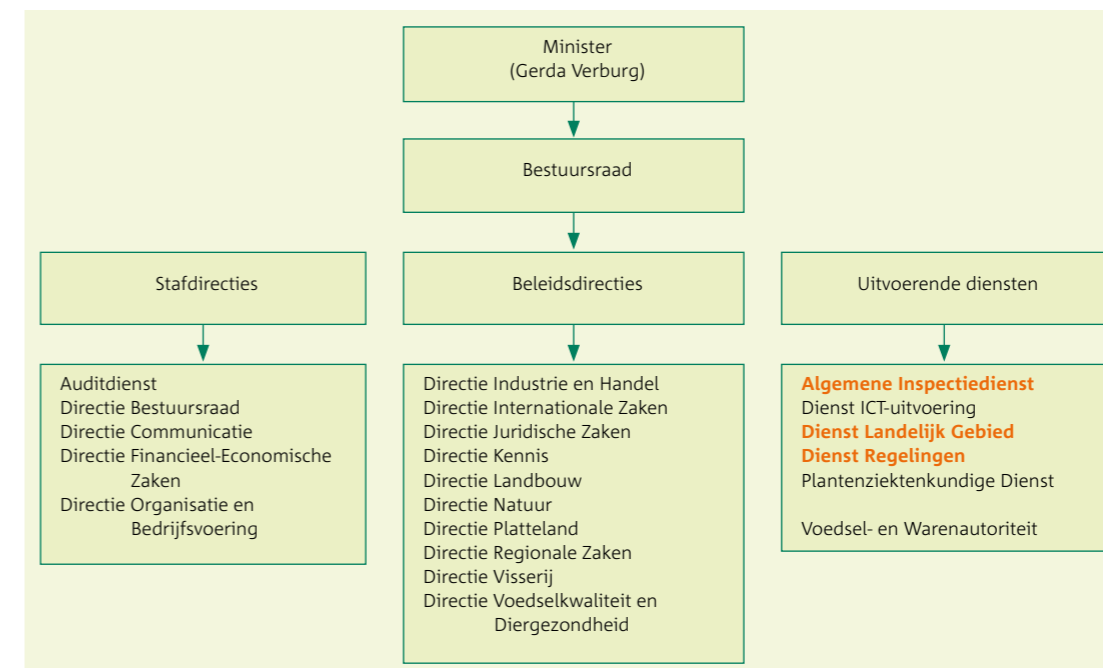 Minister
(Gerda Verburg)
Bestuursraad
Stafdirecties
Beleidsdirecties
Uitvoerende diensten
Auditdienst
Directie Bestuursraad
Directie Communicatie
Directie Financieel-Economische
Zaken
Directie Organisatie en
Bedrijfsvoering
Directie Industrie en Handel
Directie Internationale Zaken
Directie Juridische Zaken
Directie Kennis
Directie Landbouw
Directie Natuur
Directie Platteland
Directie Regionale Zaken
Directie Visserij
Directie Voedselkwaliteit en
Diergezondheid
Algemene Inspectiedienst
Dienst ICT-uitvoering
Dienst Landelijk Gebied
Dienst Regelingen
Plantenziektenkundige Dienst
Voedsel- en Warenautoriteit